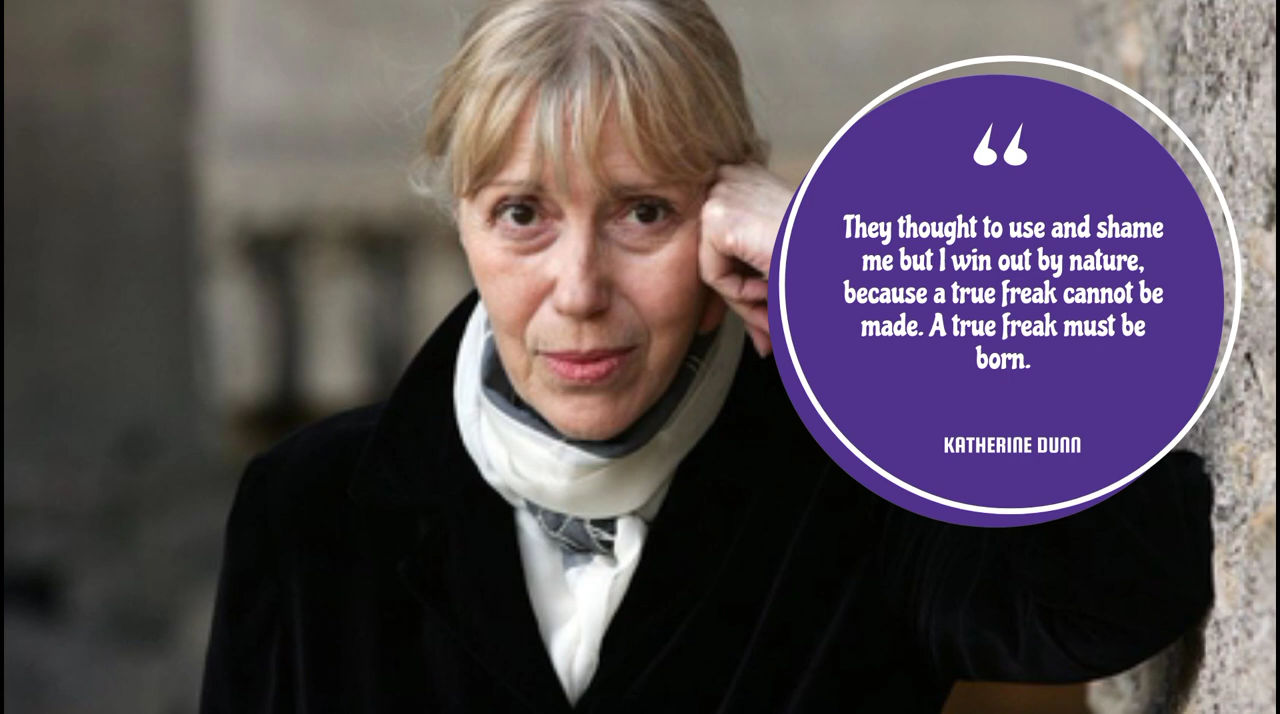 “
They thought to use and shame
me but I win out by nature,
because a true freak cannot be
made. A true freak must be
born.
KATHERINE DUNN